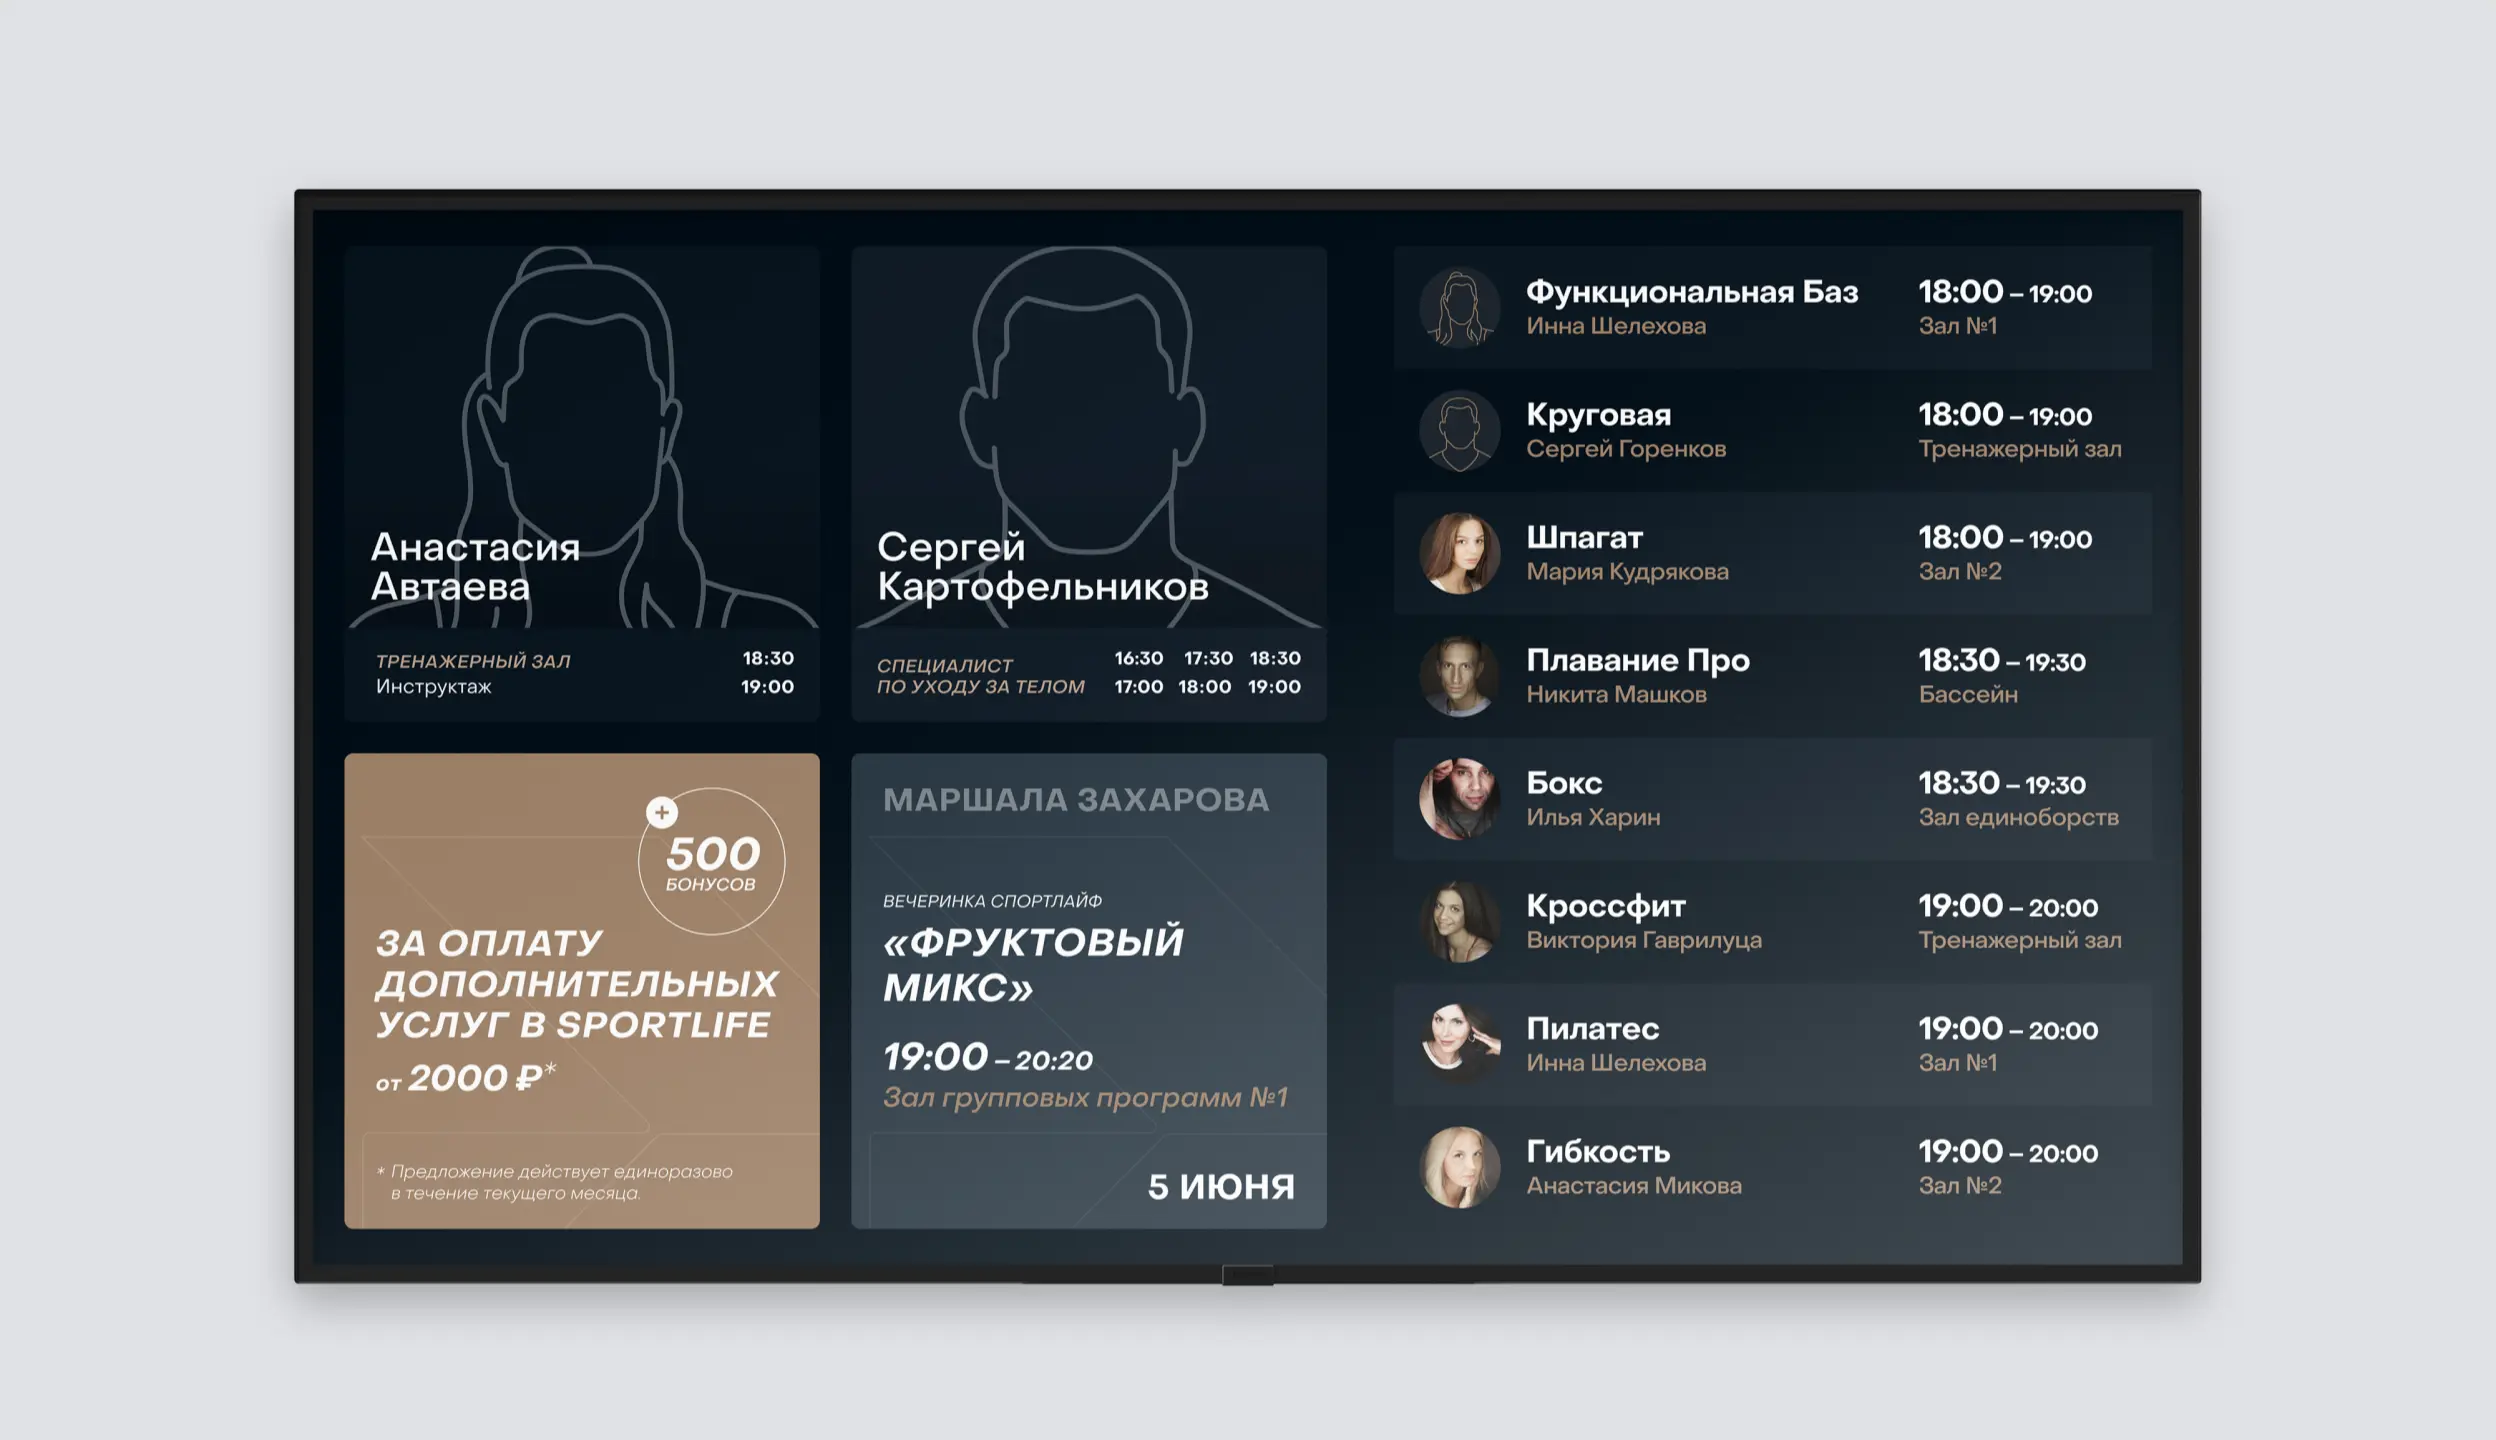 Анастасия
Автаева
ТРЕНАЖЕРНЫЙ ЗАЛ 18:30
Инструктаж 19:00
Сергей
Картофельников
СПЕЦИАЛИСТ 16:30 17:30 18:30
ПО УХОДУ ЗА ТЕЛОМ 17:00 18:00 19:00
+
500
БОНУСОВ
ЗА ОПЛАТУ
ДОПОЛНИТЕЛЬНЫХ
УСЛУГ В SPORTLIFE
от 2000 ₽*
* Предложение действует единоразово
в течение текущего месяца.
МАРШАЛА ЗАХАРОВА
ВЕЧЕРИНКА СПОРТЛАЙФ
«ФРУКТОВЫЙ
МИКС»
19:00 – 20:20
Зал групповых программ №1
5 ИЮНЯ
Функциональная Баз 18:00 – 19:00
Инна Шелехова Зал №1
Круговая 18:00 – 19:00
Сергей Горенков Тренажерный зал
Шпагат 18:00 – 19:00
Мария Кудрякова Зал №2
Плавание Про 18:30 – 19:30
Никита Машков Бассейн
Бокс 18:30 – 19:30
Илья Харин Зал единоборств
Кроссфит 19:00 – 20:00
Виктория Гаврилуца Тренажерный зал
Пилатес 19:00 – 20:00
Инна Шелехова Зал №1
Гибкость 19:00 – 20:00
Анастасия Микова Зал №2